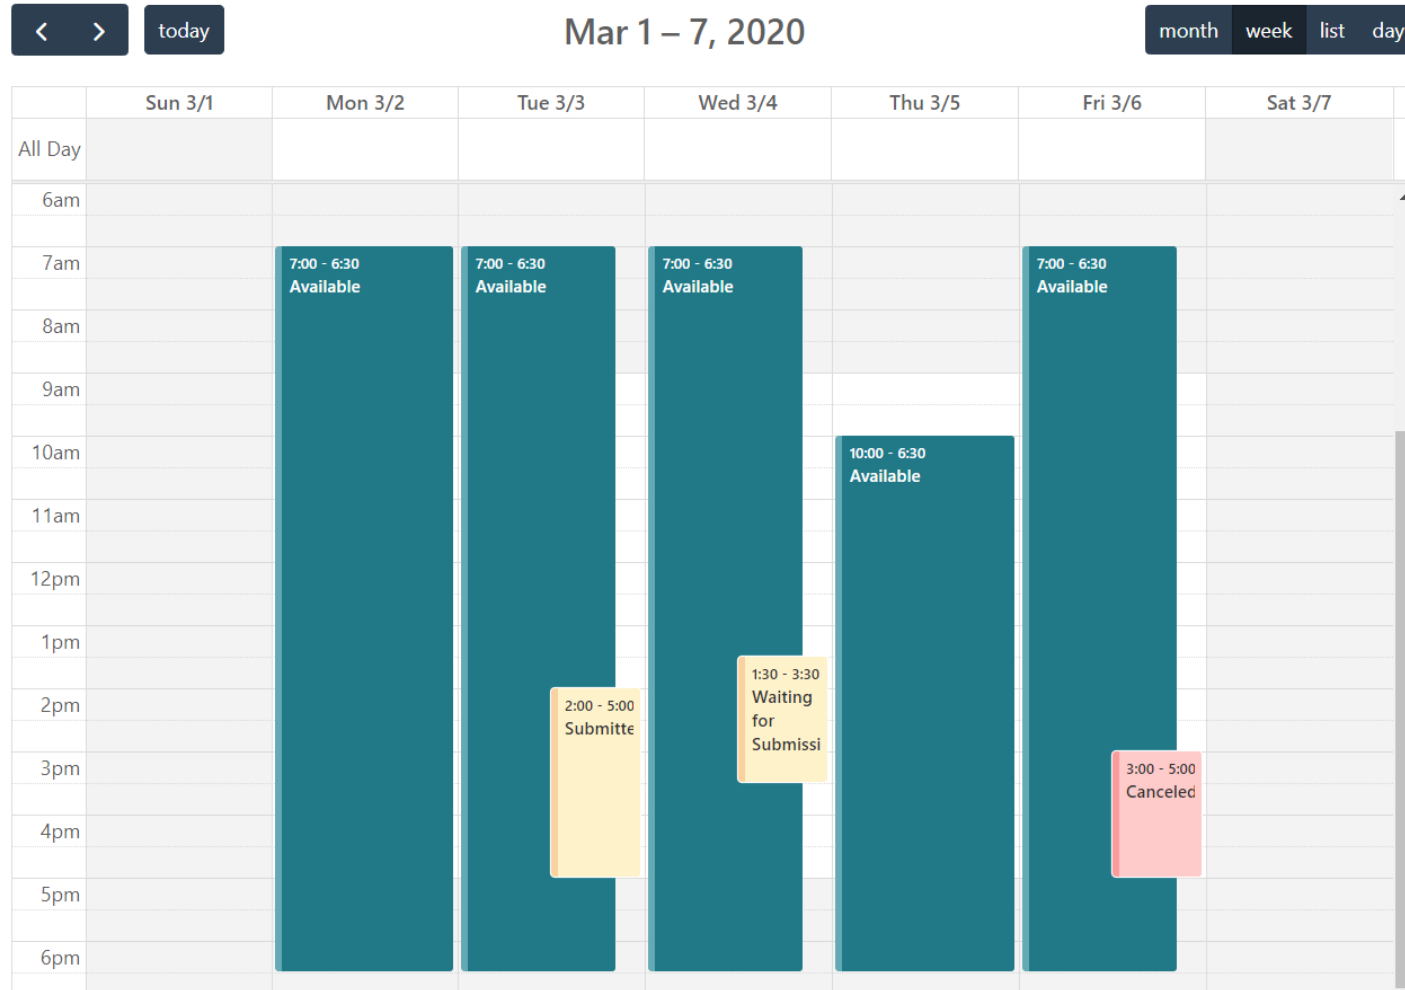 today
Mar 1 – 7, 2020
month week list day
Sun 3/1 Mon 3/2 Tue 3/3 Wed 3/4 Thu 3/5 Fri 3/6 Sat 3/7
All Day
6am
7am
7:00 - 6:30
Available
7:00 - 6:30
Available
7:00 - 6:30
Available
7:00 - 6:30
Available
8am
9am
10am
10:00 - 6:30
Available
11am
12pm
1pm
1:30 - 3:30
Waiting
for
Submissi
2pm
2:00 - 5:00
Submitte
3pm
3:00 - 5:00
Canceled
4pm
5pm
6pm